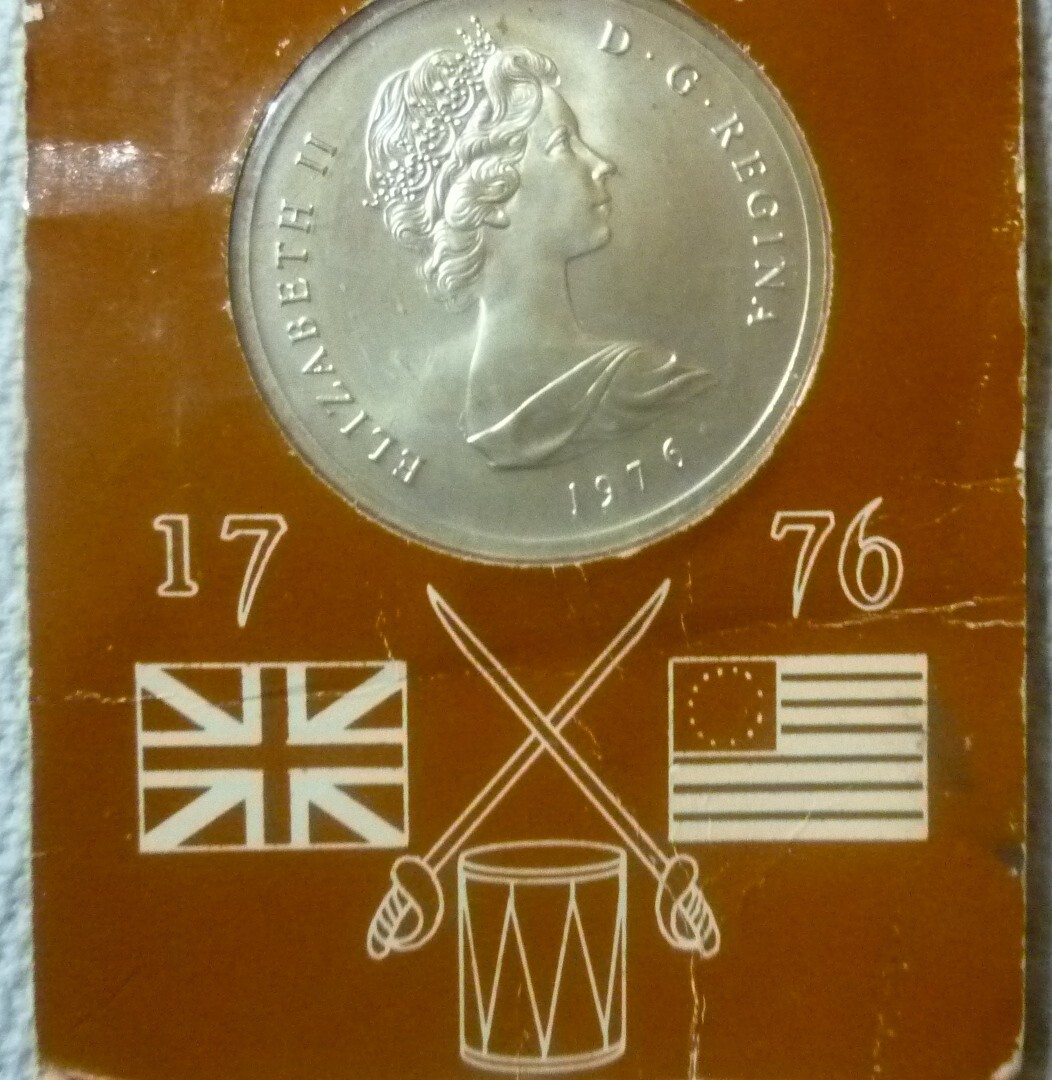 ELIZABETH II
D·G·REGINA
1976
17 76